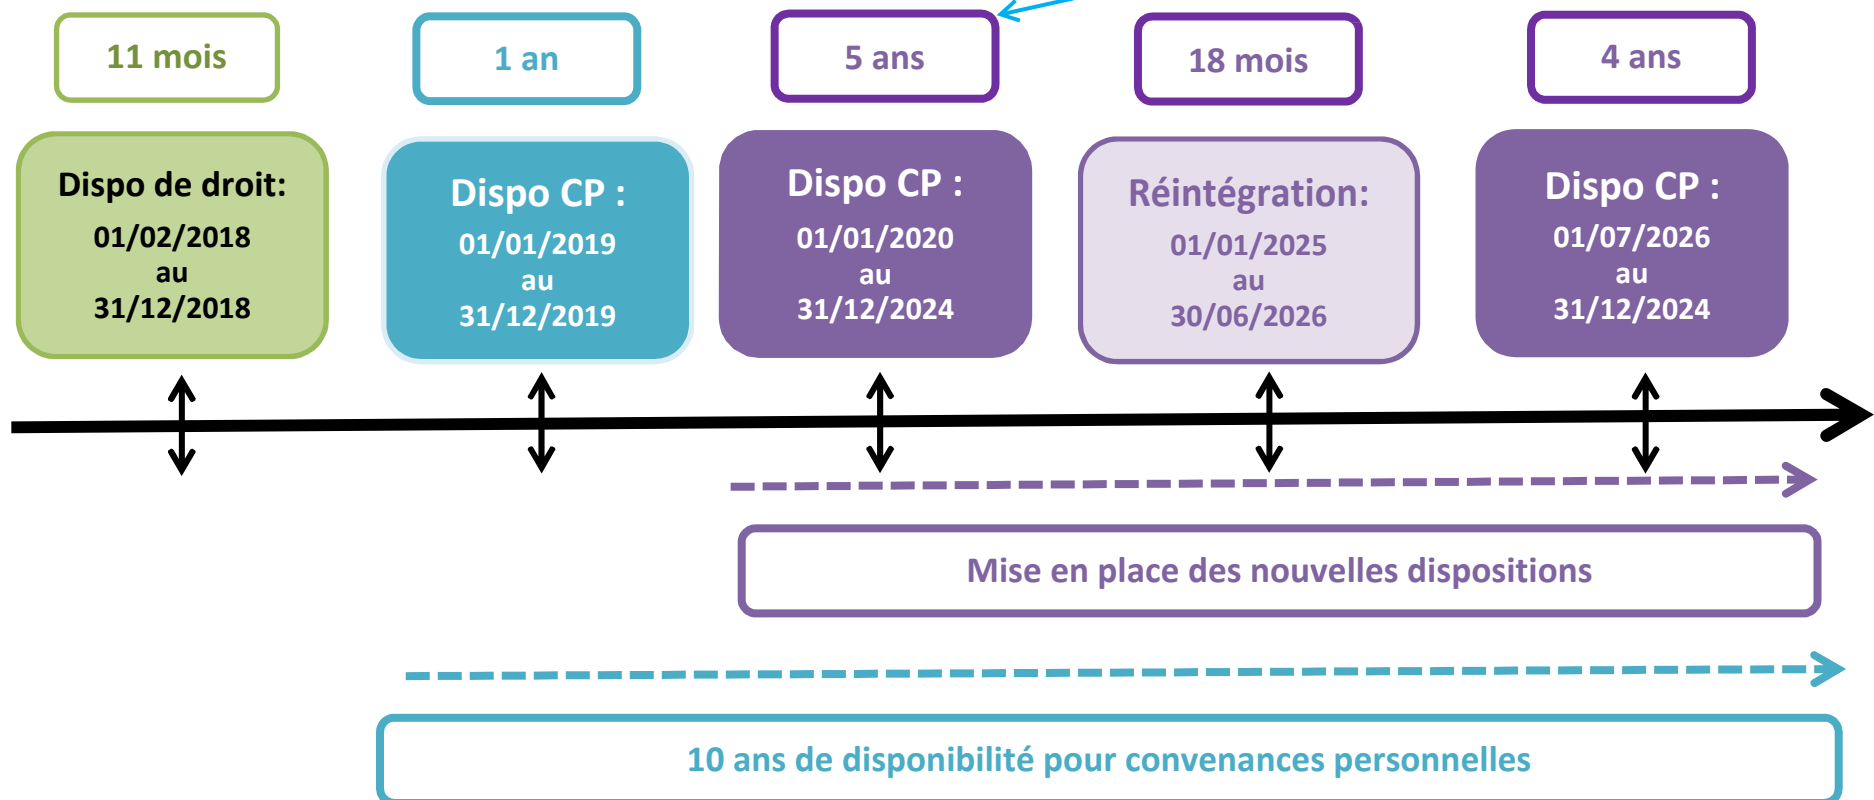 11 mois
1 an
5 ans
18 mois
4 ans
Dispo de droit:
01/02/2018
au
31/12/2018
Dispo CP :
01/01/2019
au
31/12/2019
Dispo CP :
01/01/2020
au
31/12/2024
Réintégration:
01/01/2025
au
30/06/2026
Dispo CP :
01/07/2026
au
31/12/2024
Mise en place des nouvelles dispositions
10 ans de disponibilité pour convenances personnelles